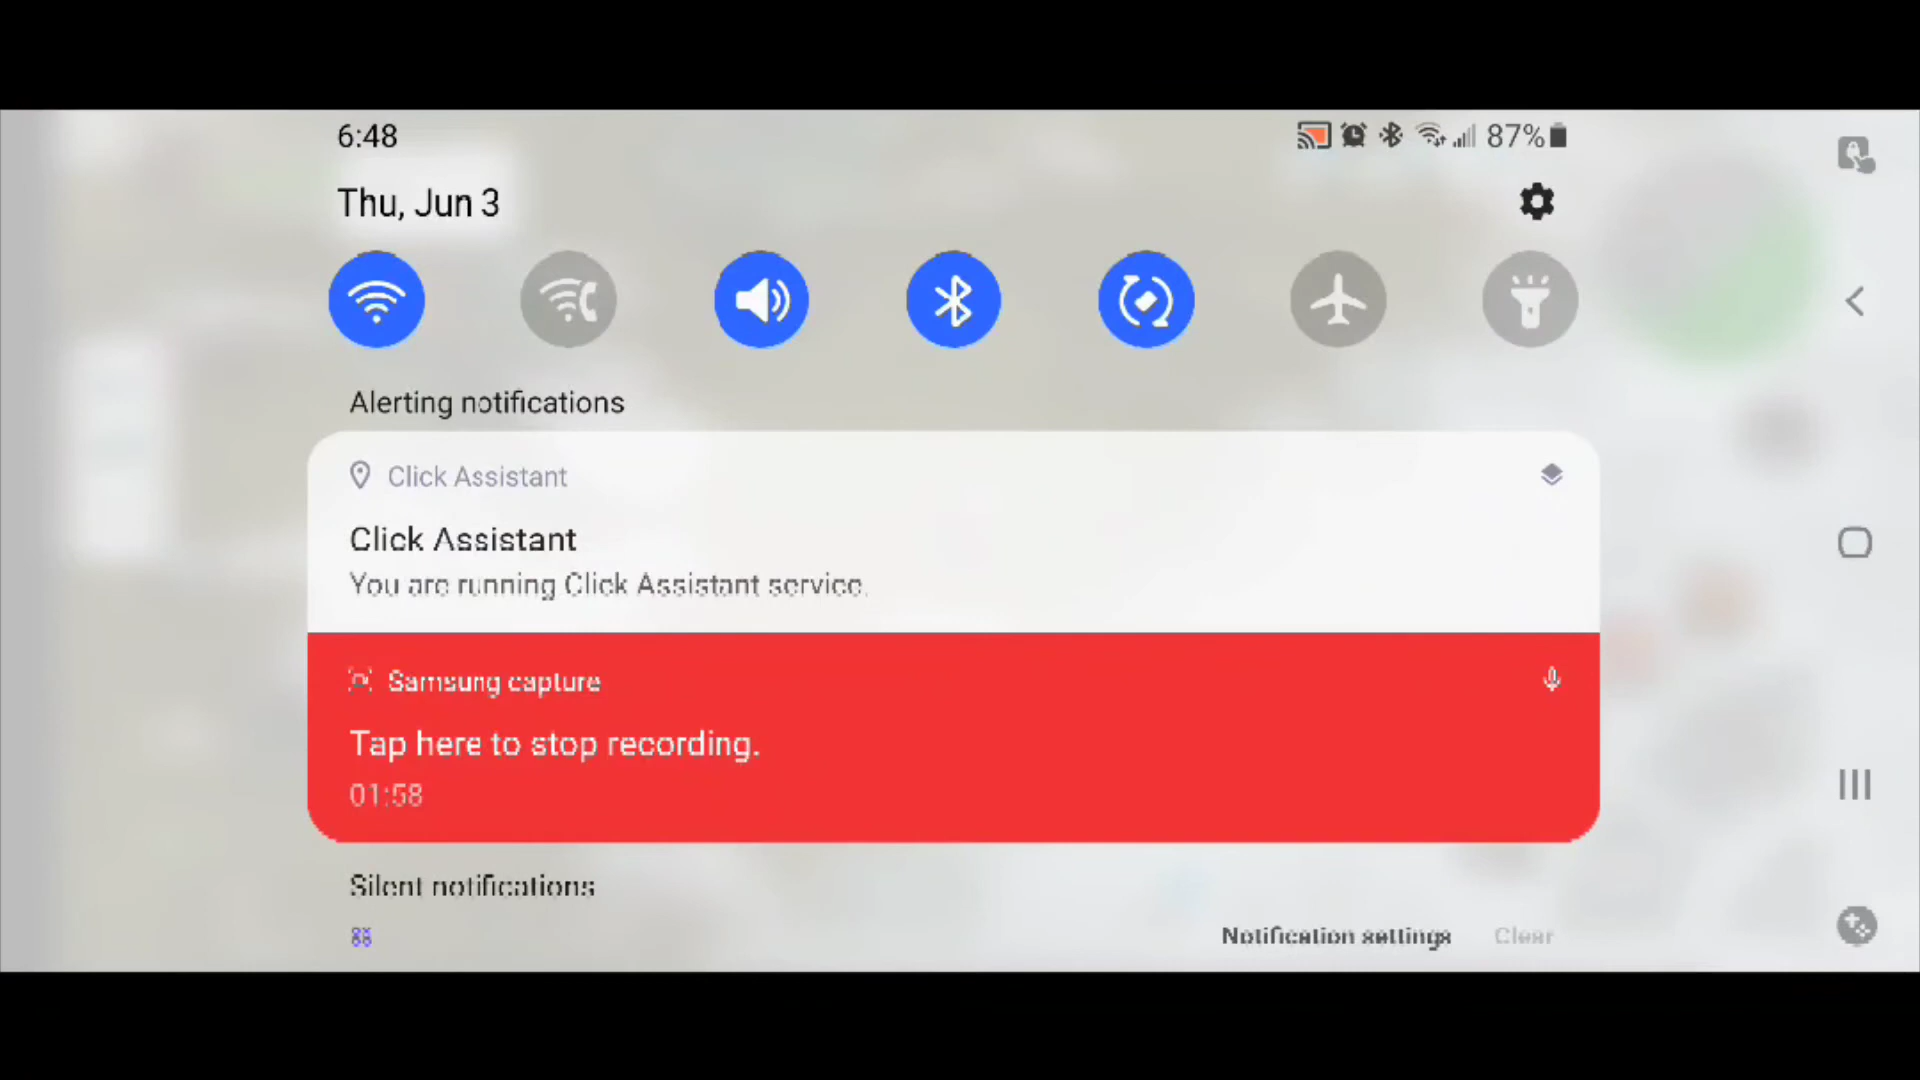 6:48
87%
Thu, Jun 3
Alerting notifications
Click Assistant
Click Assistant
You are running Click Assistant service.
Samsung capture
Tap here to stop recording.
01:58
Silent notifications
Notification settings
Clear